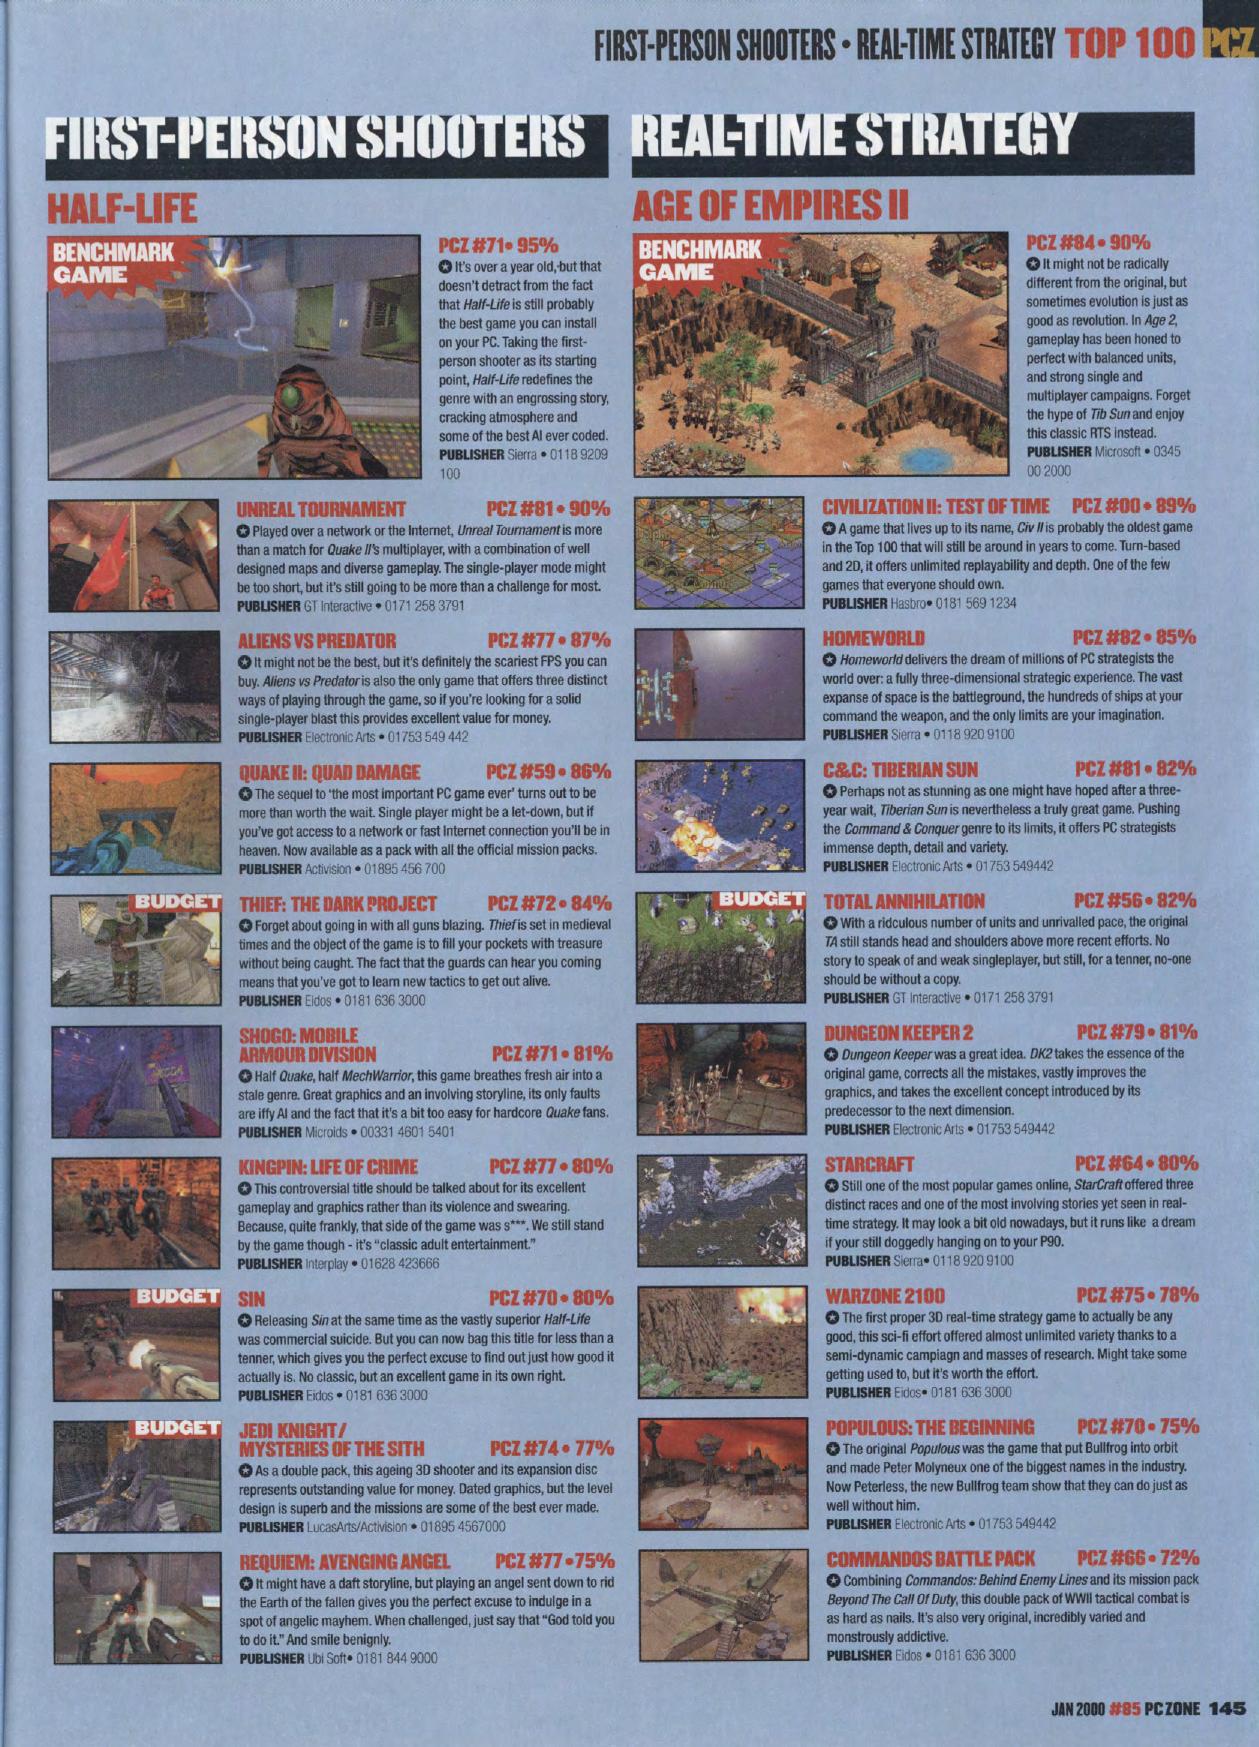 FIRST-PERSON SHOOTERS • REAL-TIME STRATEGY TOP 100 PCZ
FIRST-PERSON SHOOTERS
HALF-LIFE
BENCHMARK
GAME
PCZ #71 • 95%
It's over a year old, but that
doesn't detract from the fact
that Half-Life is still probably
the best game you can install
on your PC. Taking the first-
person shooter as its starting
point, Half-Life redefines the
genre with an engrossing story,
cracking atmosphere and
some of the best AI ever coded.
PUBLISHER Sierra • 0118 9209
100
UNREAL TOURNAMENT PCZ #81 • 90%
Played over a network or the Internet, Unreal Tournament is more
than a match for Quake II's multiplayer, with a combination of well
designed maps and diverse gameplay. The single-player mode might
be too short, but it's still going to be more than a challenge for most.
PUBLISHER GT Interactive • 0171 258 3791
ALIENS VS PREDATOR PCZ #77 • 87%
It might not be the best, but it's definitely the scariest FPS you can
buy. Aliens vs Predator is also the only game that offers three distinct
ways of playing through the game, so if you're looking for a solid
single-player blast this provides excellent value for money.
PUBLISHER Electronic Arts • 01753 549 442
QUAKE II: QUAD DAMAGE PCZ #59 • 86%
The sequel to 'the most important PC game ever' turns out to be
more than worth the wait. Single player might be a let-down, but if
you've got access to a network or fast Internet connection you'll be in
heaven. Now available as a pack with all the official mission packs.
PUBLISHER Activision • 01895 456 700
BUDGET
THIEF: THE DARK PROJECT PCZ #72 • 84%
Forget about going in with all guns blazing. Thief is set in medieval
times and the object of the game is to fill your pockets with treasure
without being caught. The fact that the guards can hear you coming
means that you've got to learn new tactics to get out alive.
PUBLISHER Eidos • 0181 636 3000
SHOGO: MOBILE
ARMOUR DIVISION PCZ #71 • 81%
Half Quake, half MechWarrior, this game breathes fresh air into a
stale genre. Great graphics and an involving storyline, its only faults
are iffy AI and the fact that it's a bit too easy for hardcore Quake fans.
PUBLISHER Microids • 00331 4601 5401
KINGPIN: LIFE OF CRIME PCZ #77 • 80%
This controversial title should be talked about for its excellent
gameplay and graphics rather than its violence and swearing.
Because, quite frankly, that side of the game was s***. We still stand
by the game though - it's "classic adult entertainment."
PUBLISHER Interplay • 01628 423666
BUDGET
SIN PCZ #70 • 80%
Releasing Sin at the same time as the vastly superior Half-Life
was commercial suicide. But you can now bag this title for less than a
tenner, which gives you the perfect excuse to find out just how good it
actually is. No classic, but an excellent game in its own right.
PUBLISHER Eidos • 0181 636 3000
BUDGET
JEDI KNIGHT/
MYSTERIES OF THE SITH PCZ #74 • 77%
As a double pack, this ageing 3D shooter and its expansion disc
represents outstanding value for money. Dated graphics, but the level
design is superb and the missions are some of the best ever made.
PUBLISHER LucasArts/Activision • 01895 4567000
REQUIEM: AVENGING ANGEL PCZ #77 • 75%
It might have a daft storyline, but playing an angel sent down to rid
the Earth of the fallen gives you the perfect excuse to indulge in a
spot of angelic mayhem. When challenged, just say that "God told you
to do it." And smile benignly.
PUBLISHER Ubi Soft • 0181 844 9000
REAL-TIME STRATEGY
AGE OF EMPIRES II
BENCHMARK
GAME
PCZ #84 • 90%
It might not be radically
different from the original, but
sometimes evolution is just as
good as revolution. In Age 2,
gameplay has been honed to
perfect with balanced units,
and strong single and
multiplayer campaigns. Forget
the hype of Tib Sun and enjoy
this classic RTS instead.
PUBLISHER Microsoft • 0345
00 2000
CIVILIZATION II: TEST OF TIME PCZ #00 • 89%
A game that lives up to its name, Civ II is probably the oldest game
in the Top 100 that will still be around in years to come. Turn-based
and 2D, it offers unlimited replayability and depth. One of the few
games that everyone should own.
PUBLISHER Hasbro • 0181 569 1234
HOMEWORLD PCZ #82 • 85%
Homeworld delivers the dream of millions of PC strategists the
world over: a fully three-dimensional strategic experience. The vast
expanse of space is the battleground, the hundreds of ships at your
command the weapon, and the only limits are your imagination.
PUBLISHER Sierra • 0118 920 9100
C&C: TIBERIAN SUN PCZ #81 • 82%
Perhaps not as stunning as one might have hoped after a three-
year wait, Tiberian Sun is nevertheless a truly great game. Pushing
the Command & Conquer genre to its limits, it offers PC strategists
immense depth, detail and variety.
PUBLISHER Electronic Arts • 01753 549442
BUDGET
TOTAL ANNIHILATION PCZ #56 • 82%
With a ridculous number of units and unrivalled pace, the original
TA still stands head and shoulders above more recent efforts. No
story to speak of and weak singleplayer, but still, for a tenner, no-one
should be without a copy.
PUBLISHER GT Interactive • 0171 258 3791
DUNGEON KEEPER 2 PCZ #79 • 81%
Dungeon Keeper was a great idea. DK2 takes the essence of the
original game, corrects all the mistakes, vastly improves the
graphics, and takes the excellent concept introduced by its
predecessor to the next dimension.
PUBLISHER Electronic Arts • 01753 549442
STARCRAFT PCZ #64 • 80%
Still one of the most popular games online, StarCraft offered three
distinct races and one of the most involving stories yet seen in real-
time strategy. It may look a bit old nowadays, but it runs like a dream
if your still doggedly hanging on to your P90.
PUBLISHER Sierra • 0118 920 9100
WARZONE 2100 PCZ #75 • 78%
The first proper 3D real-time strategy game to actually be any
good, this sci-fi effort offered almost unlimited variety thanks to a
semi-dynamic campiagn and masses of research. Might take some
getting used to, but it's worth the effort.
PUBLISHER Eidos • 0181 636 3000
POPULOUS: THE BEGINNING PCZ #70 • 75%
The original Populous was the game that put Bullfrog into orbit
and made Peter Molyneux one of the biggest names in the industry.
Now Peterless, the new Bullfrog team show that they can do just as
well without him.
PUBLISHER Electronic Arts • 01753 549442
COMMANDOS BATTLE PACK PCZ #66 • 72%
Combining Commandos: Behind Enemy Lines and its mission pack
Beyond The Call Of Duty, this double pack of WWII tactical combat is
as hard as nails. It's also very original, incredibly varied and
monstrously addictive.
PUBLISHER Eidos • 0181 636 3000
JAN 2000 #85 PC ZONE 145